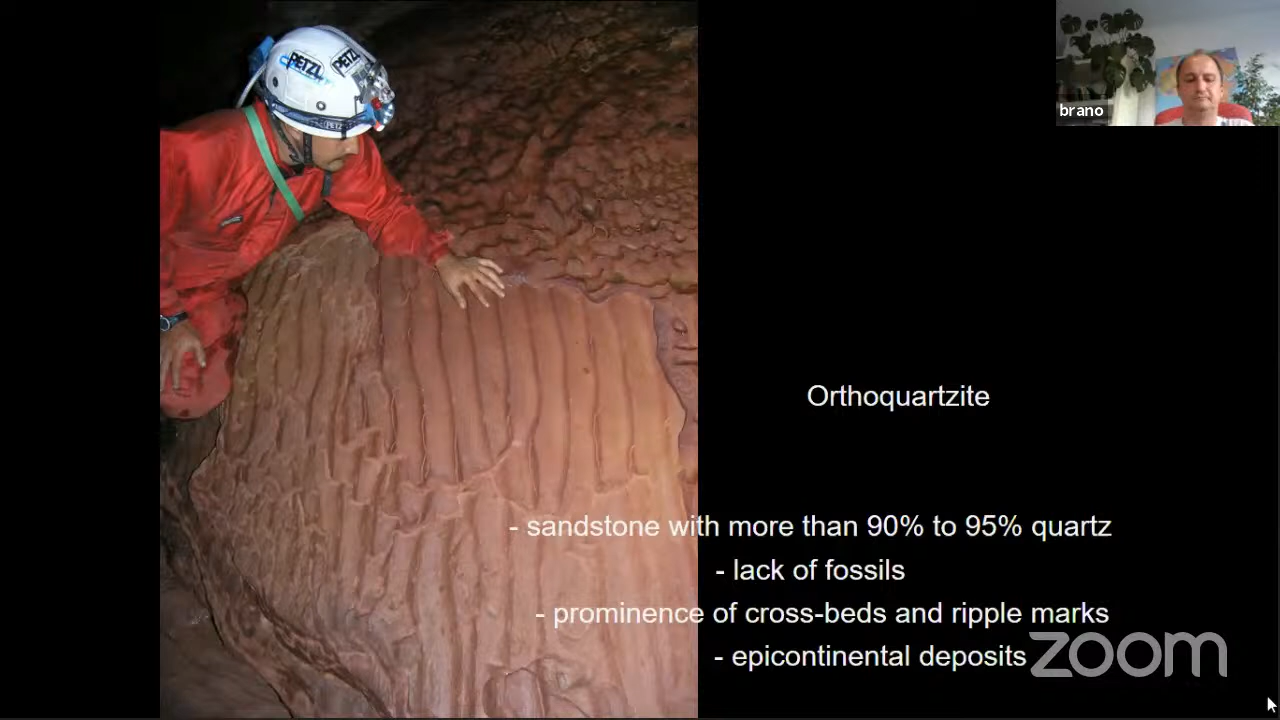 PETZL
PETZL
PETZL
brano
Orthoquartzite
- sandstone with more than 90% to 95% quartz
- lack of fossils
- prominence of cross-beds and ripple marks
- epicontinental deposits
zoom